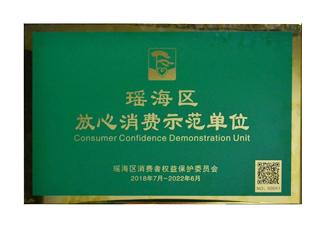 瑶海区
放心消费示范单位
Consumer Confidence Demonstration Unit
瑶海区消费者权益保护委员会
2018年7月-2022年6月